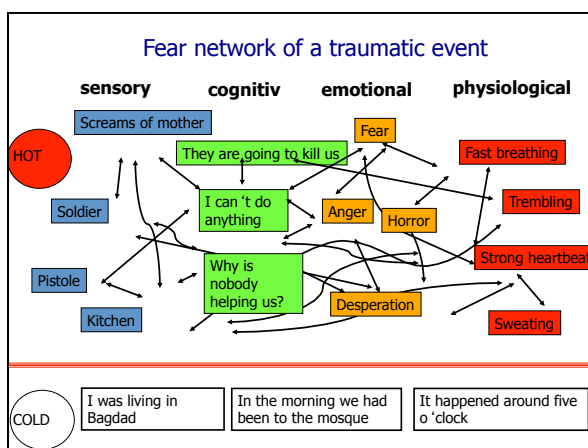 Fear network of a traumatic event
sensory cognitiv emotional physiological
Screams of mother
Fear
HOT
They are going to kill us
Fast breathing
I can ‘t do
anything
Soldier
Anger
Horror
Trembling
Why is
nobody
helping us?
Strong heartbeat
Pistole
Desperation
Kitchen
Sweating
COLD
I was living in
Bagdad
In the morning we had
been to the mosque
It happened around five
o ‘clock